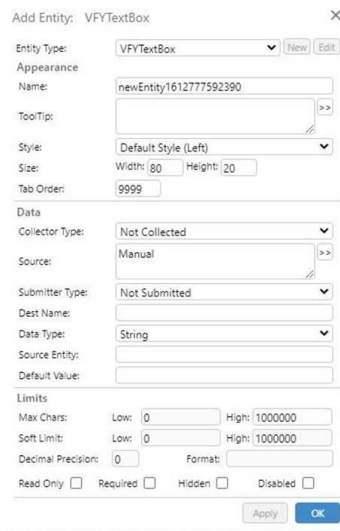 Add Entity: VFYTextBox ×
Entity Type: VFYTextBox New Edit
Appearance
Name: newEntity1612777592390
ToolTip: >>
Style: Default Style (Left)
Size: Width: 80 Height: 20
Tab Order: 9999
Data
Collector Type: Not Collected
Source: Manual >>
Submitter Type: Not Submitted
Dest Name:
Data Type: String
Source Entity:
Default Value:
Limits
Max Chars: Low: 0 High: 1000000
Soft Limit: Low: 0 High: 1000000
Decimal Precision: 0 Format:
Read Only Required Hidden Disabled
Apply OK